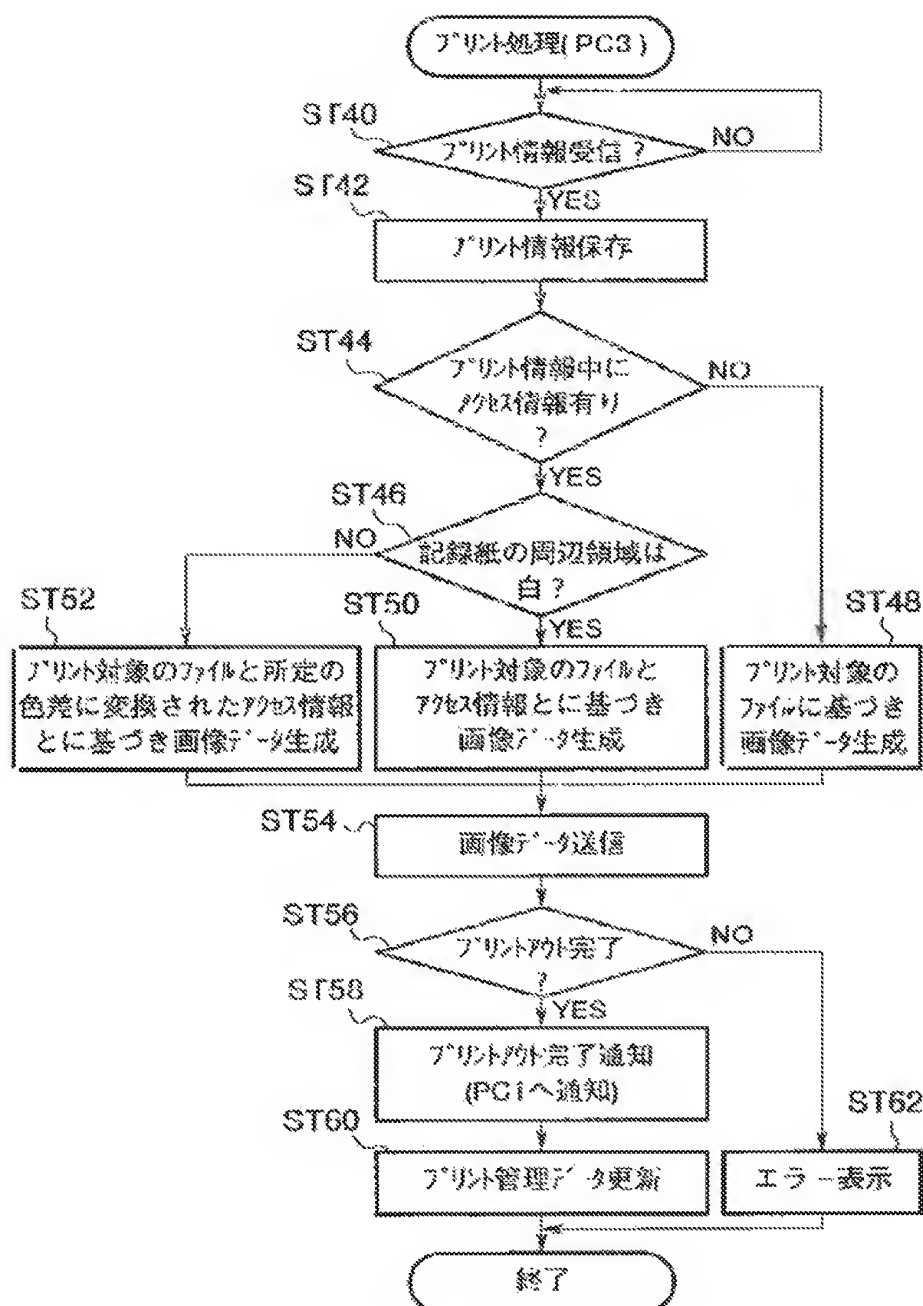 プリント処理(PC3)
ST40
プリント情報受信？
NO
YES
ST42
プリント情報保存
ST44
プリント情報中に
アクセス情報有り
？
NO
YES
ST46
NO
記録紙の周辺領域は
白？
YES
ST52
プリント対象のファイルと所定の
色差に変換されたアクセス情報
とに基づき画像データ生成
ST50
プリント対象のファイルと
アクセス情報とに基づき
画像データ生成
ST48
プリント対象の
ファイルに基づき
画像データ生成
ST54
画像データ送信
ST56
プリントアウト完了
？
NO
YES
ST58
プリントアウト完了通知
(PC1へ通知)
ST60
プリント管理データ更新
ST62
エラー表示
終了